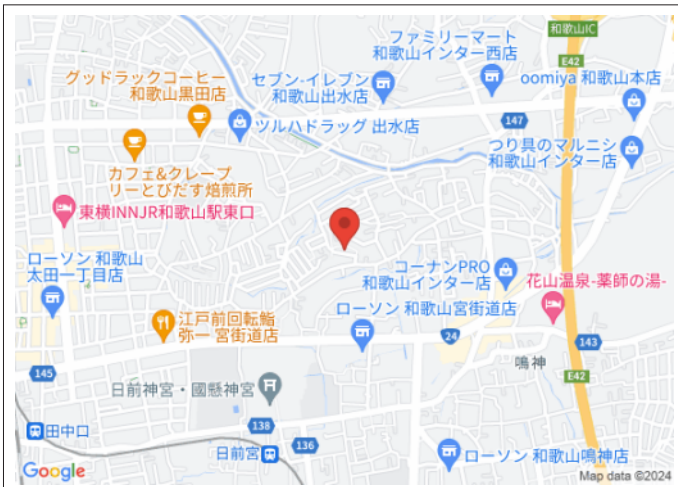 ファミリーマート
和歌山インター西店
和歌山IC
E42
グッドラックコーヒー
和歌山黒田店
セブン-イレブン
和歌山出水店
oomiya 和歌山本店
ツルハドラッグ 出水店
147
つり具のマルニシ
和歌山インター店
カフェ&クレープ
リーとびだす焙煎所
東横INNJR和歌山駅東口
ローソン 和歌山
太田一丁目店
コーナンPRO
和歌山インター店
花山温泉-薬師の湯-
江戸前回転鮨
弥一 宮街道店
ローソン 和歌山宮街道店
24
143
鳴神
145
日前神宮・國懸神宮
E42
田中口
138
136
日前宮
ローソン 和歌山鳴神店
Google
Map data ©2024